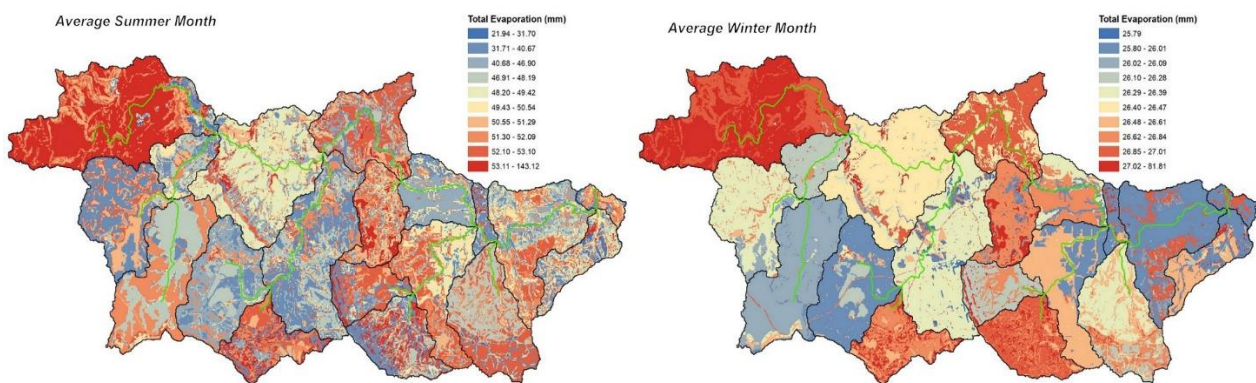 Average Summer Month
Total Evaporation (mm)
21.94 - 31.70
31.71 - 40.67
40.68 - 46.90
46.91 - 48.19
48.20 - 49.42
49.43 - 50.54
50.55 - 51.29
51.30 - 52.09
52.10 - 53.10
53.11 - 143.12
Average Winter Month
Total Evaporation (mm)
25.79
25.80 - 26.01
26.02 - 26.09
26.10 - 26.28
26.29 - 26.39
26.40 - 26.47
26.48 - 26.61
26.62 - 26.84
26.85 - 27.01
27.02 - 81.81